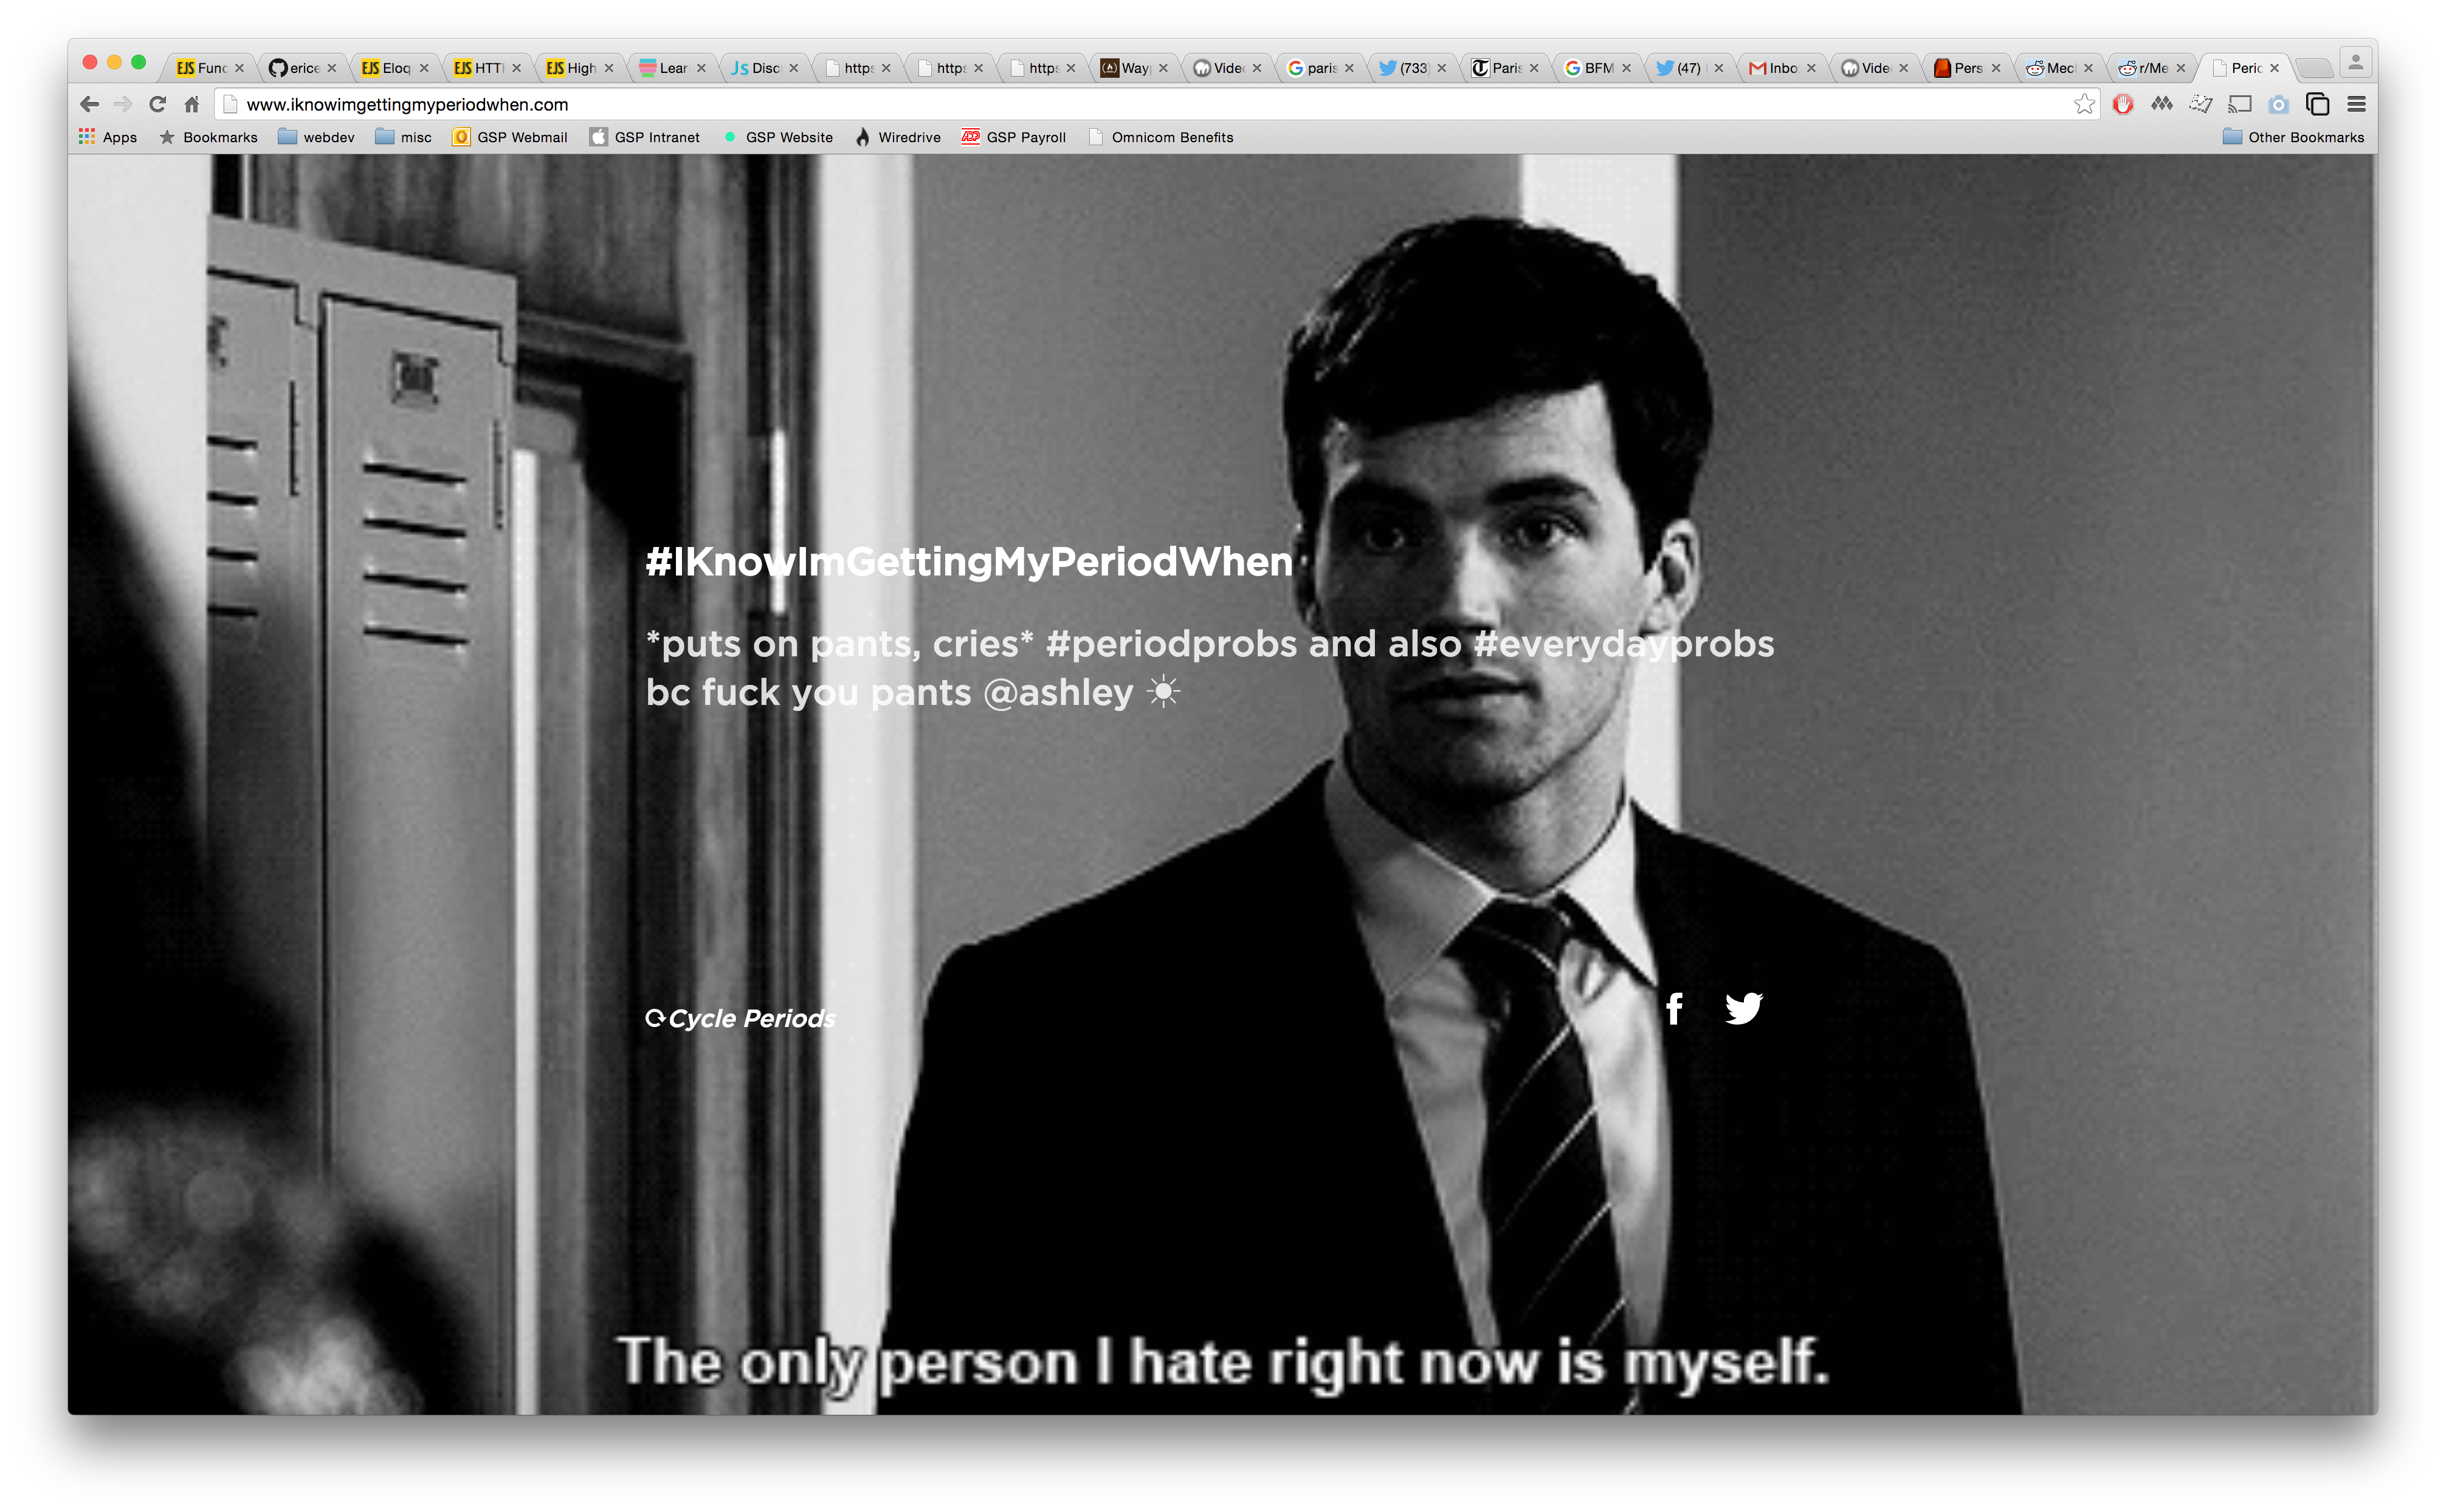 EJS Func
erice
EJS Eloq
EJS HTTI
EJS High
Lear
Js Disc
https
https
https
Wayp
Vide
G paris
(733)
T Paris
G BFM
(47)
Inbo
Vide
Pers
Mec
r/Me
Peric
www.iknowimgettingmyperiodwhen.com
Apps
Bookmarks
webdev
misc
GSP Webmail
GSP Intranet
GSP Website
Wiredrive
ADP GSP Payroll
Omnicom Benefits
Other Bookmarks
#IKnowImGettingMyPeriodWhen
*puts on pants, cries* #periodprobs and also #everydayprobs
bc fuck you pants @ashley ☀
Cycle Periods
f
The only person I hate right now is myself.